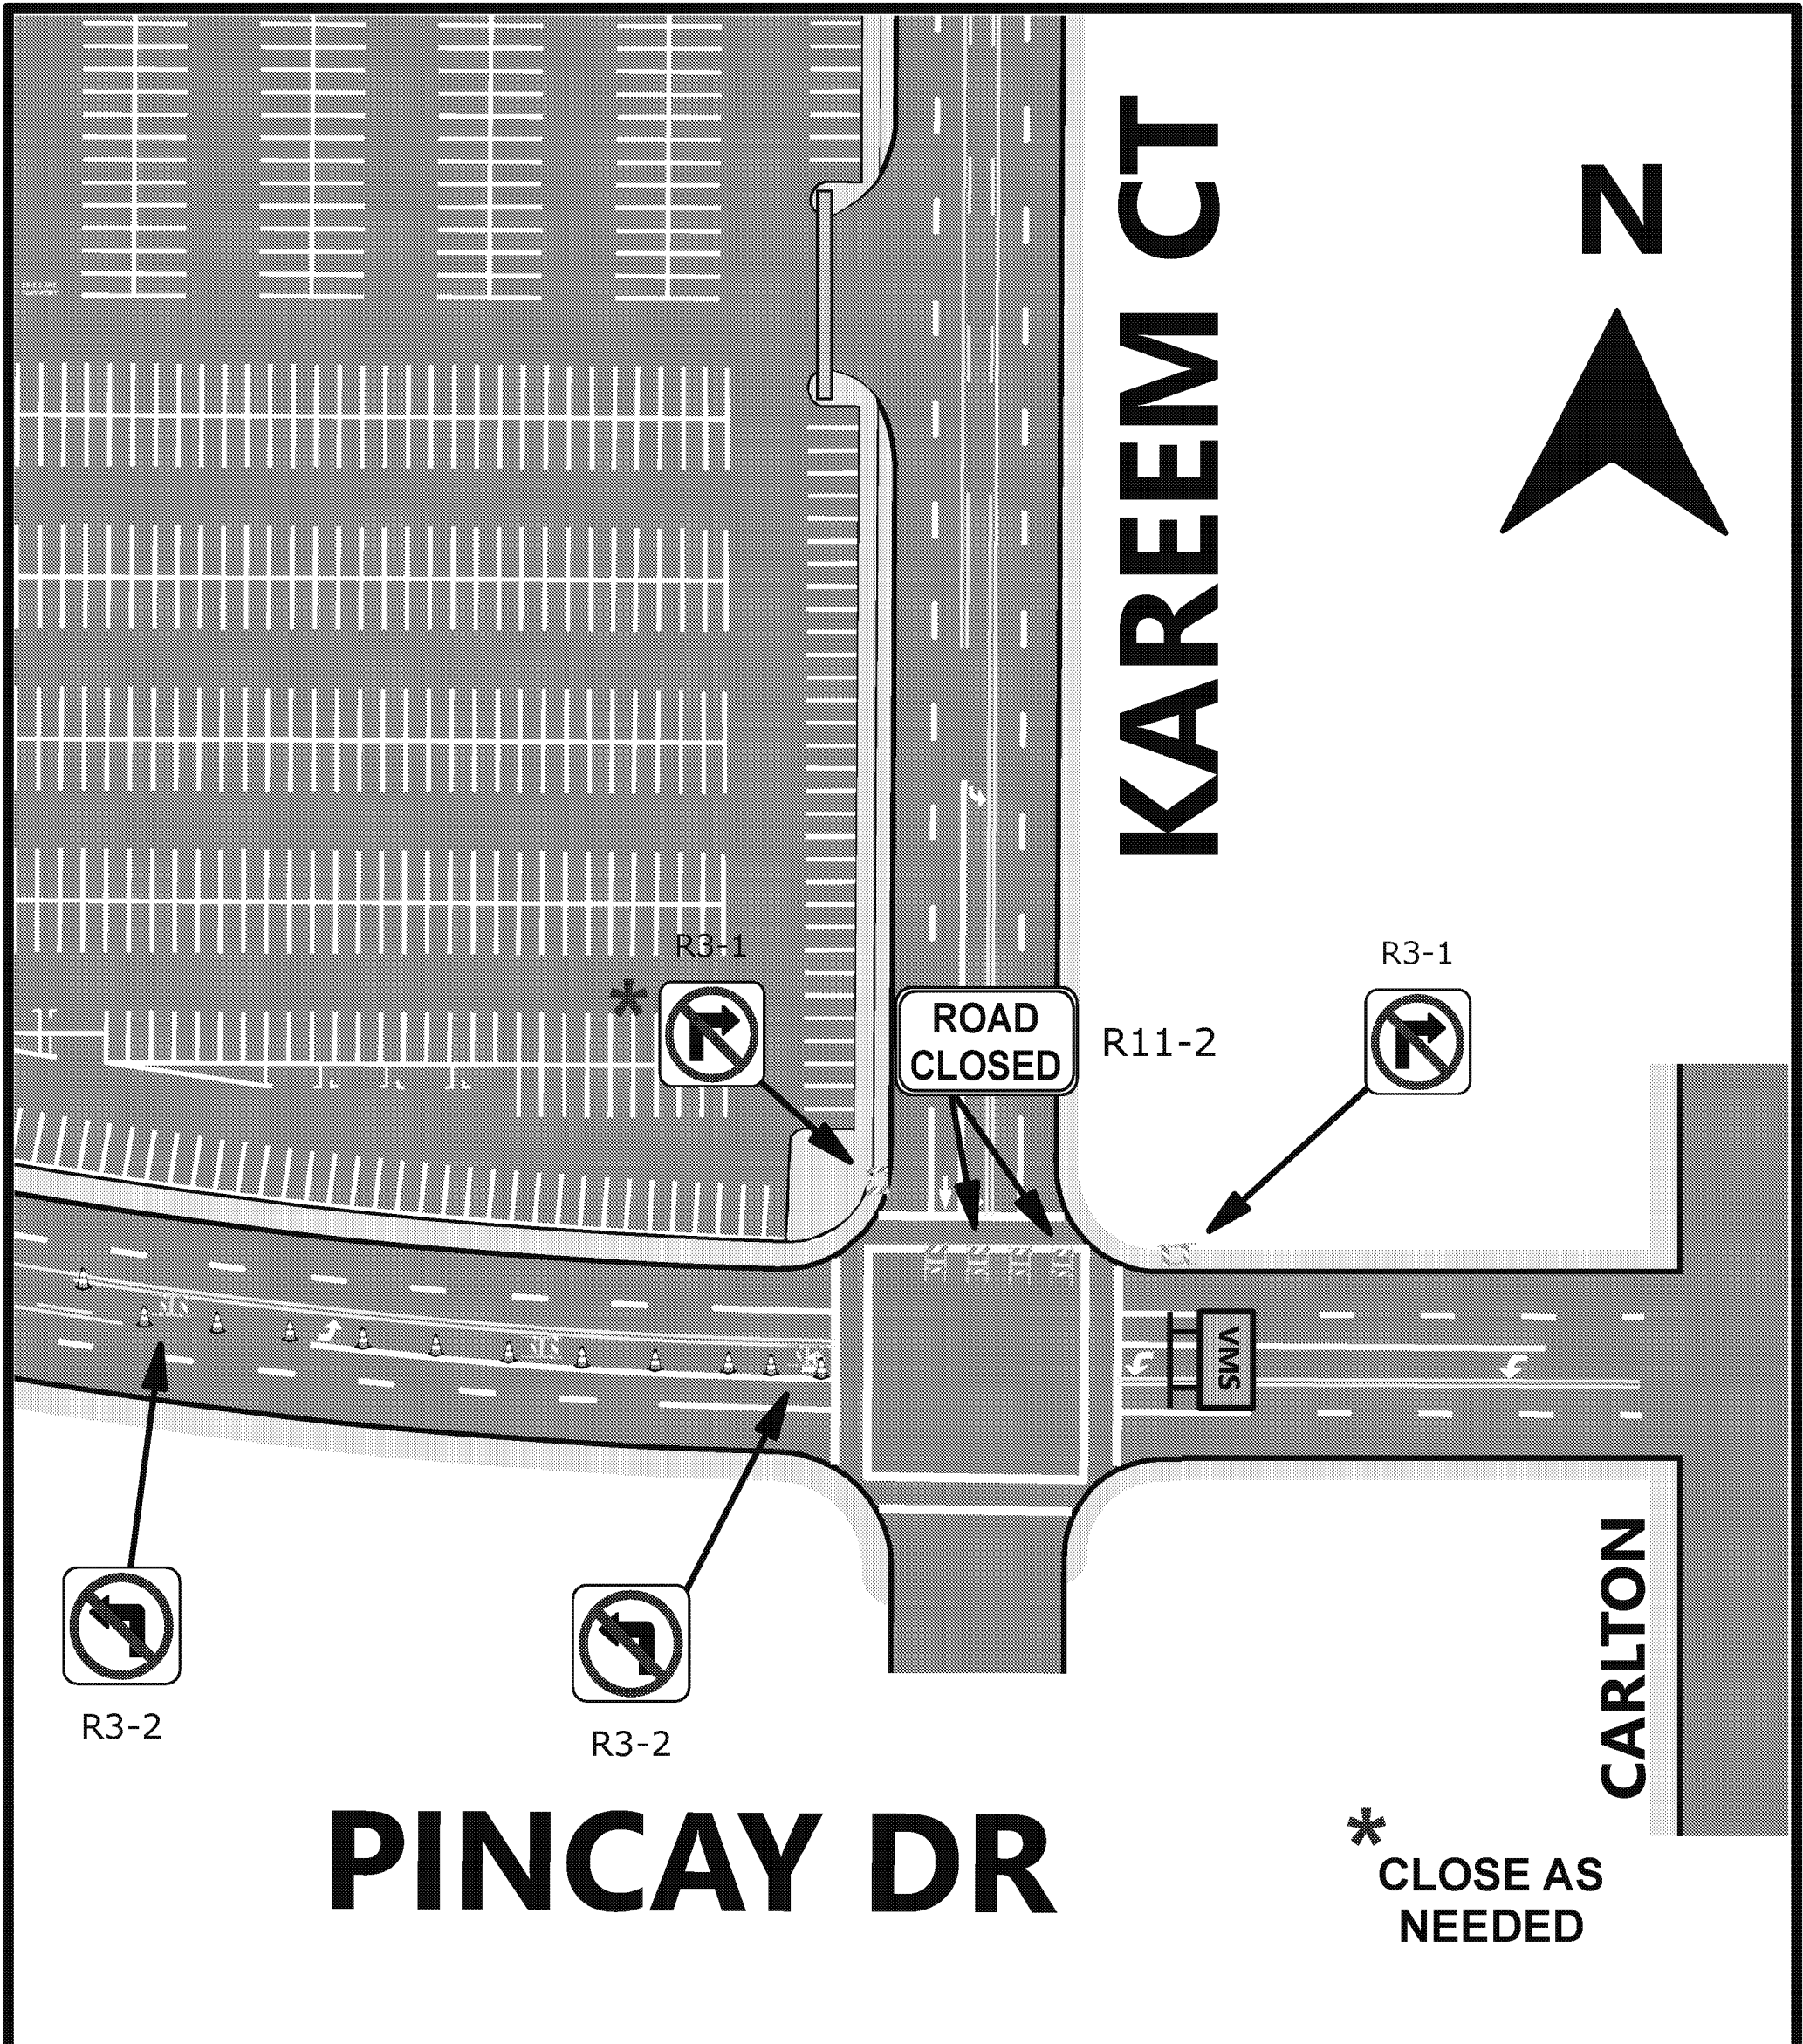 KAREEM CT
N
R3-1
*
ROAD
CLOSED
R11-2
R3-1
VMS
R3-2
R3-2
CARLTON
PINCAY DR
*
CLOSE AS
NEEDED